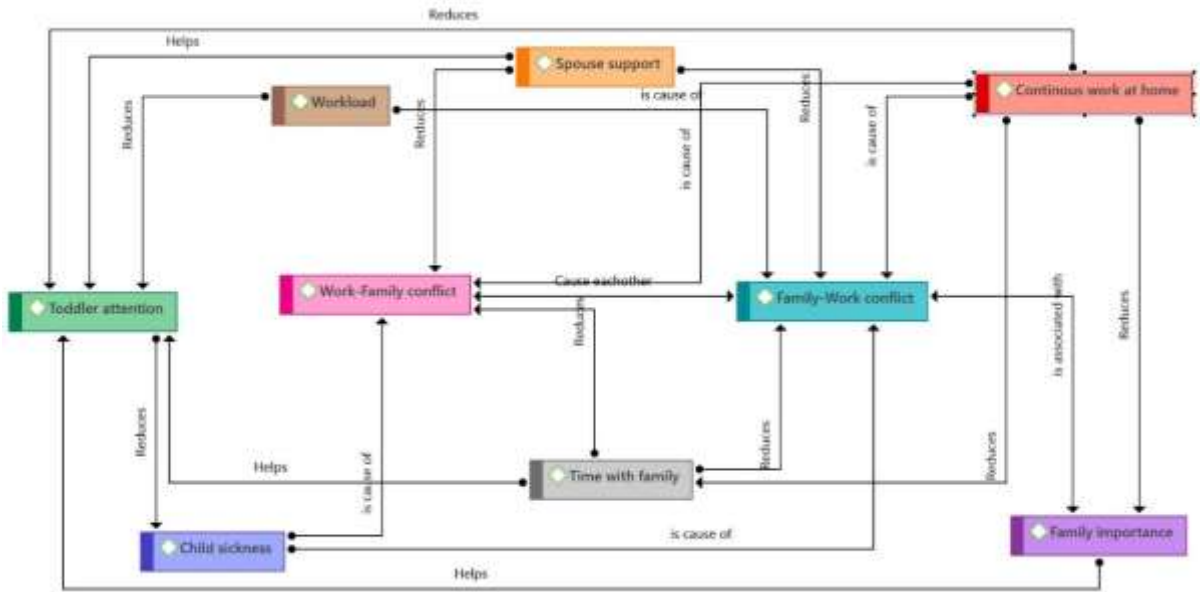 Reduces
Helps
Spouse support
Continous work at home
Workload
is cause of
Reduces
Reduces
Reduces
is cause of
is cause of
Cause eachother
Work-Family conflict
Family-Work conflict
Toddler attention
Reduces
is associated with
Reduces
Reduces
Helps
is cause of
Reduces
Reduces
Time with family
Child sickness
is cause of
Family importance
Helps